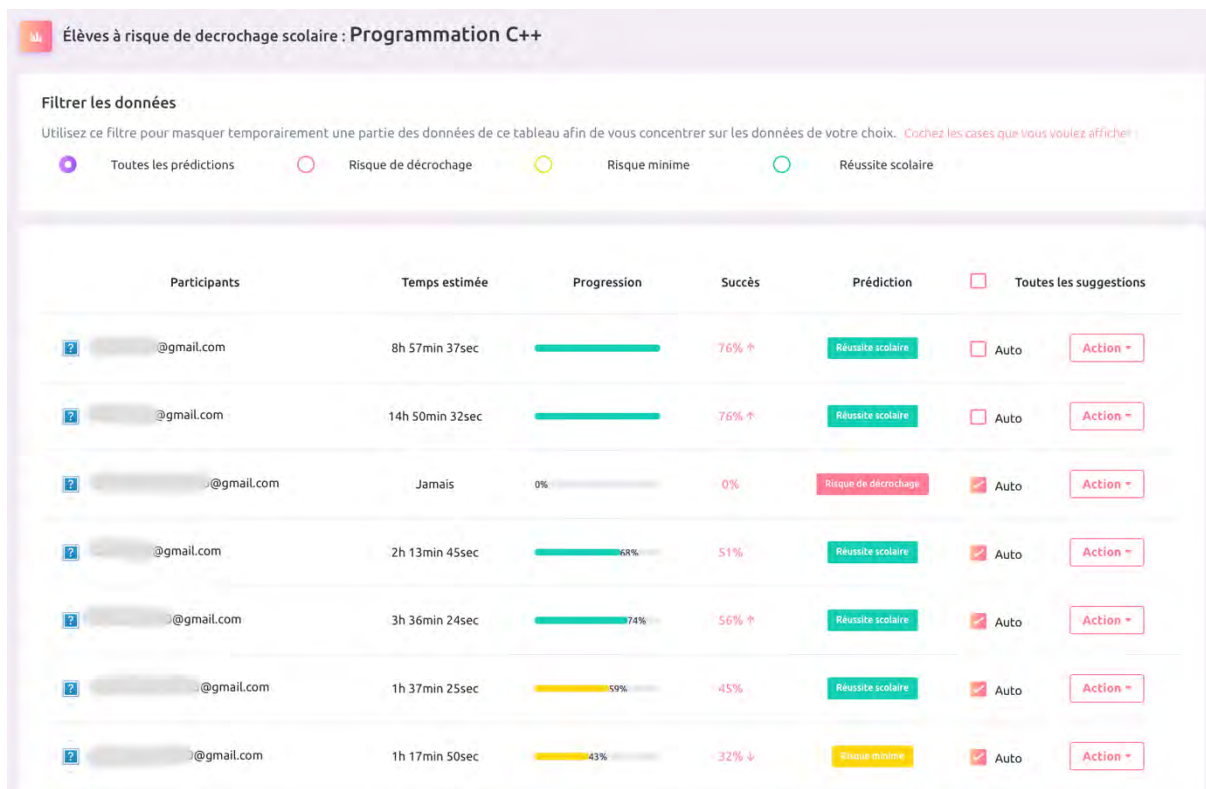 Élèves à risque de decrochage scolaire : Programmation C++
Filtrer les données
Utilisez ce filtre pour masquer temporairement une partie des données de ce tableau afin de vous concentrer sur les données de votre choix. Cochez les cases que vous voulez afficher :
Toutes les prédictions Risque de décrochage Risque minime Réussite scolaire
Participants Temps estimée Progression Succès Prédiction Toutes les suggestions
@gmail.com 8h 57min 37sec 76% ↑ Réussite scolaire Auto Action
@gmail.com 14h 50min 32sec 76% ↑ Réussite scolaire Auto Action
@gmail.com Jamais 0% 0% Risque de décrochage Auto Action
@gmail.com 2h 13min 45sec 68% 51% Réussite scolaire Auto Action
@gmail.com 3h 36min 24sec 74% 56% ↑ Réussite scolaire Auto Action
@gmail.com 1h 37min 25sec 59% 45% Réussite scolaire Auto Action
@gmail.com 1h 17min 50sec 43% 32% ↓ Risque minime Auto Action